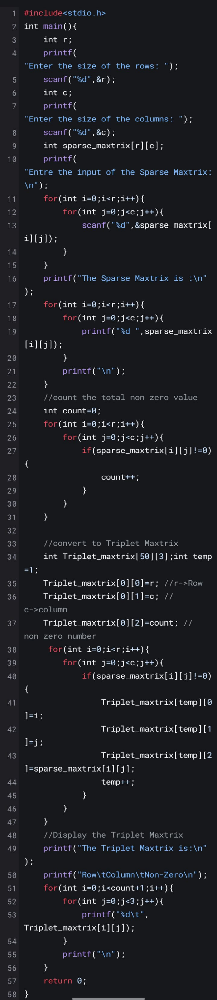 1 #include<stdio.h>
2 int main(){
3     int r;
4     printf(
"Enter the size of the rows: ");
5     scanf("%d",&r);
6     int c;
7     printf(
"Enter the size of the columns: ");
8     scanf("%d",&c);
9     int sparse_maxtrix[r][c];
10     printf(
"Entre the input of the Sparse Maxtrix:
\n");
11     for(int i=0;i<r;i++){
12         for(int j=0;j<c;j++){
13             scanf("%d",&sparse_maxtrix[
i][j]);
14         }
15     }
16     printf("The Sparse Maxtrix is :\n"
);
17     for(int i=0;i<r;i++){
18         for(int j=0;j<c;j++){
19             printf("%d ",sparse_maxtrix
[i][j]);
20         }
21         printf("\n");
22     }
23     //count the total non zero value
24     int count=0;
25     for(int i=0;i<r;i++){
26         for(int j=0;j<c;j++){
27             if(sparse_maxtrix[i][j]!=0)
{
28                 count++;
29             }
30         }
31     }
32
33     //convert to Triplet Maxtrix
34     int Triplet_maxtrix[50][3];int temp
=1;
35     Triplet_maxtrix[0][0]=r; //r->Row
36     Triplet_maxtrix[0][1]=c; //
c->column
37     Triplet_maxtrix[0][2]=count; //
non zero number
38      for(int i=0;i<r;i++){
39         for(int j=0;j<c;j++){
40             if(sparse_maxtrix[i][j]!=0)
{
41                 Triplet_maxtrix[temp][0
]=i;
42                 Triplet_maxtrix[temp][1
]=j;
43                 Triplet_maxtrix[temp][2
]=sparse_maxtrix[i][j];
44                 temp++;
45             }
46         }
47     }
48     //Display the Triplet Maxtrix
49     printf("The Triplet Maxtrix is:\n"
);
50     printf("Row\tColumn\tNon-Zero\n");
51     for(int i=0;i<count+1;i++){
52         for(int j=0;j<3;j++){
53             printf("%d\t",
Triplet_maxtrix[i][j]);
54         }
55         printf("\n");
56     }
57     return 0;
58 }